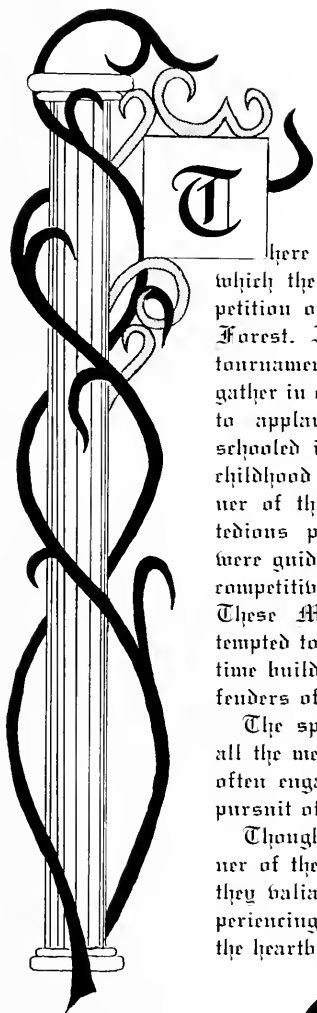 There
which the
petition o
Forest.
tournamen
gather in
to applau
schooled i
childhood
ner of th
tedious p
were guid
competitiv
These M
tempted to
time build
fenders of
The sp
all the me
often enga
pursuit of
Though
ner of the
they valia
periencing
the heartb